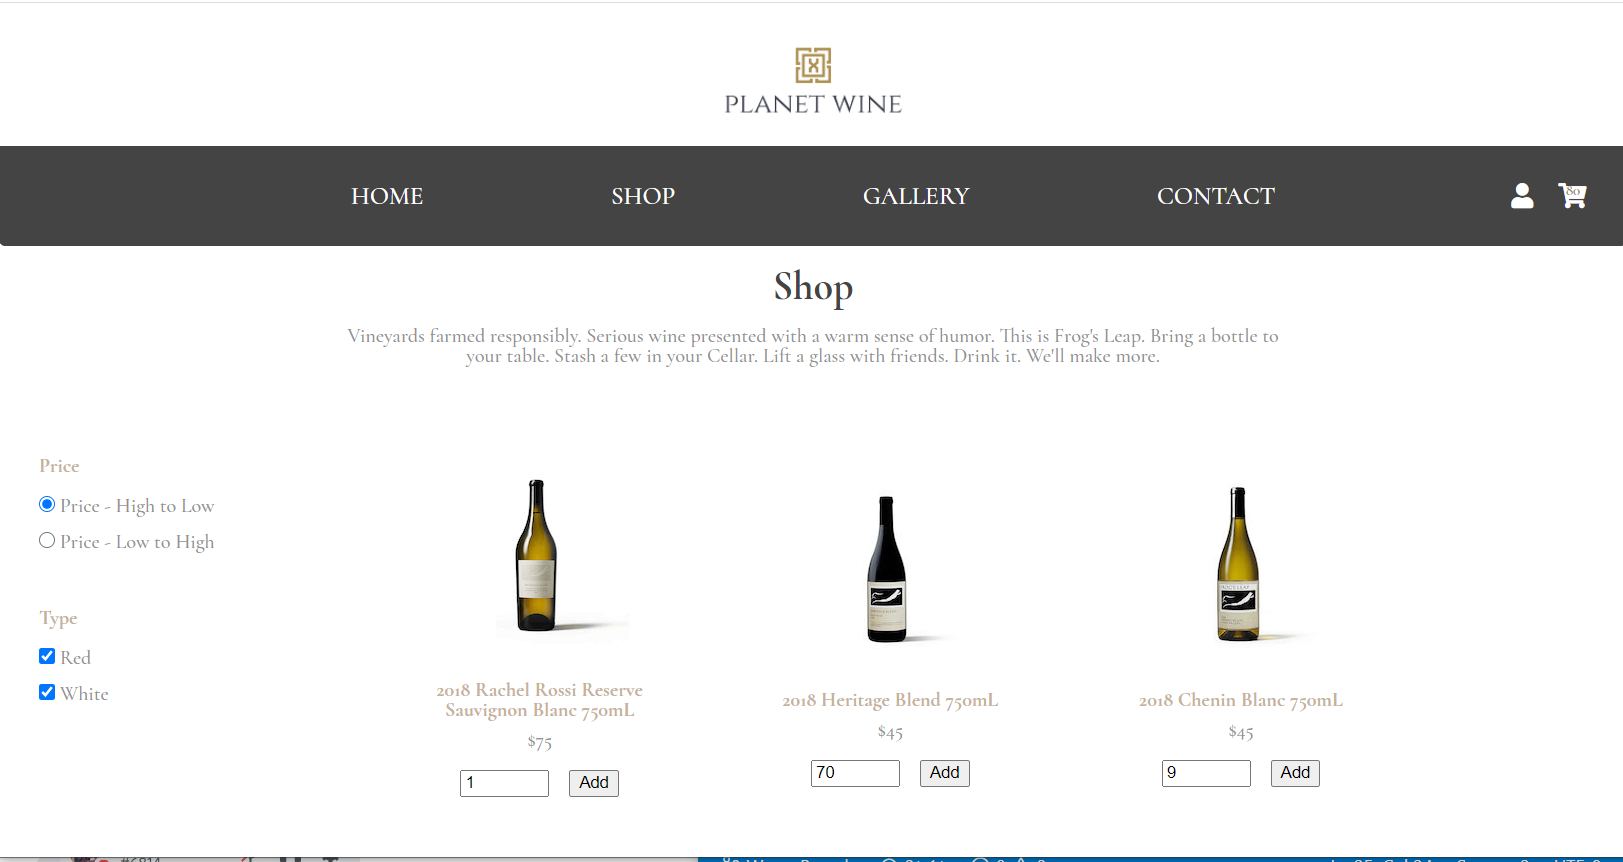 PLANET WINE
HOME SHOP GALLERY CONTACT 80
Shop
Vineyards farmed responsibly. Serious wine presented with a warm sense of humor. This is Frog's Leap. Bring a bottle to
your table. Stash a few in your Cellar. Lift a glass with friends. Drink it. We'll make more.
Price
Price - High to Low
Price - Low to High
Type
Red
White
2018 Rachel Rossi Reserve
Sauvignon Blanc 750mL
$75
1 Add
2018 Heritage Blend 750mL
$45
70 Add
2018 Chenin Blanc 750mL
$45
9 Add